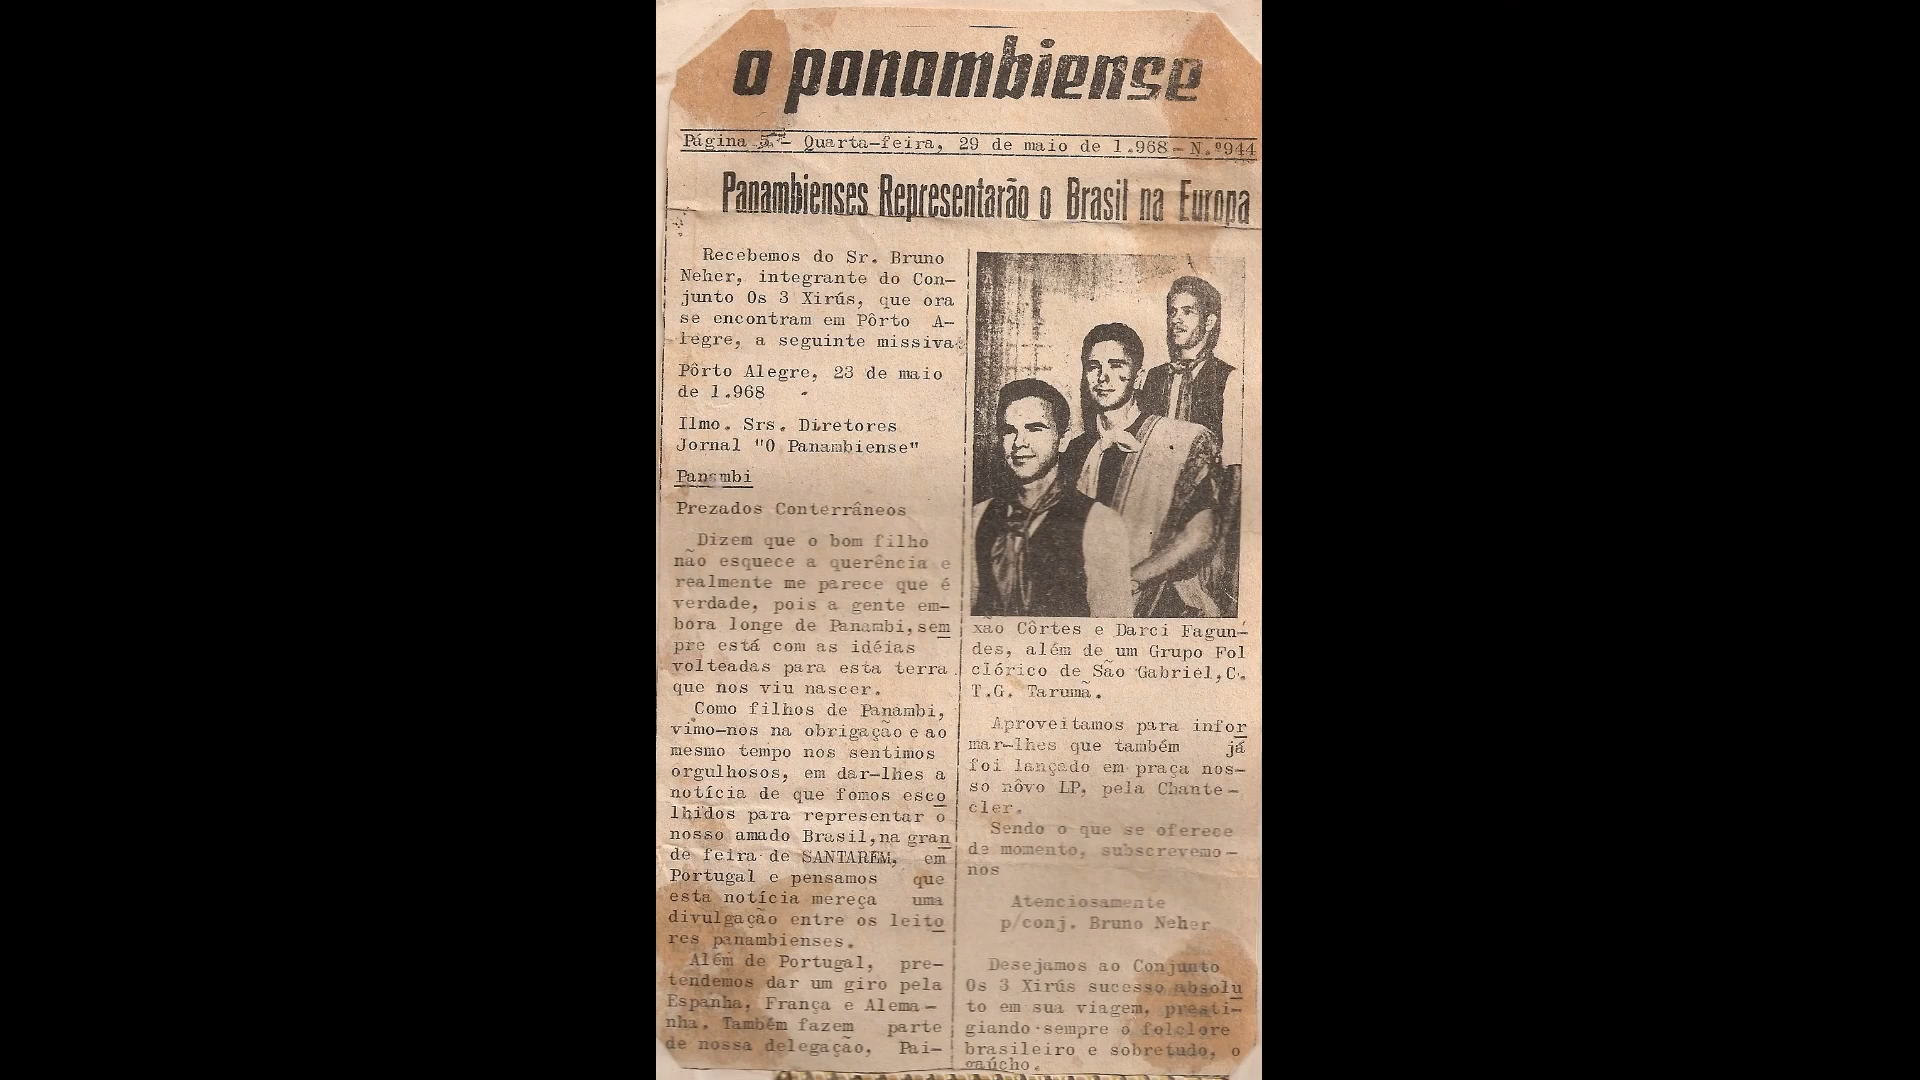 o panambiense
Página 5 - Quarta-feira, 29 de maio de 1.968 - N.º944
Panambienses Representarão o Brasil na Europa
Recebemos do Sr. Bruno
Neher, integrante do Con-
junto Os 3 Xirús, que ora
se encontram em Pôrto A-
legre, a seguinte missiva:
Pôrto Alegre, 23 de maio
de 1.968
Ilmo. Srs. Diretores
Jornal "O Panambiense"
Panambi
Prezados Conterrâneos
Dizem que o bom filho
não esquece a querência e
realmente me parece que é
verdade, pois a gente em-
bora longe de Panambi, sem
pre está com as idéias
volteadas para esta terra
que nos viu nascer.
Como filhos de Panambi,
vimo-nos na obrigação e ao
mesmo tempo nos sentimos
orgulhosos, em dar-lhes a
notícia de que fomos esco
lhidos para representar o
nosso amado Brasil, na gran
de feira de SANTAREM, em
Portugal e pensamos que
esta notícia mereça uma
divulgação entre os leito
res panambienses.
Além de Portugal, pre-
tendemos dar um giro pela
Espanha, França e Alema-
nha. Também fazem parte
de nossa delegação, Pai-
xão Côrtes e Darci Fagun-
des, além de um Grupo Fol
clórico de São Gabriel, C.
T.G. Tarumã.
Aproveitamos para infor
mar-lhes que também já
foi lançado em praça nos-
so nôvo LP, pela Chante-
cler.
Sendo o que se oferece
de momento, subscrevemo-
nos
Atenciosamente
p/conj. Bruno Neher
Desejamos ao Conjunto
Os 3 Xirús sucesso absolu
to em sua viagem, presti-
giando sempre o folclore
brasileiro e sobretudo, o
gaúcho.